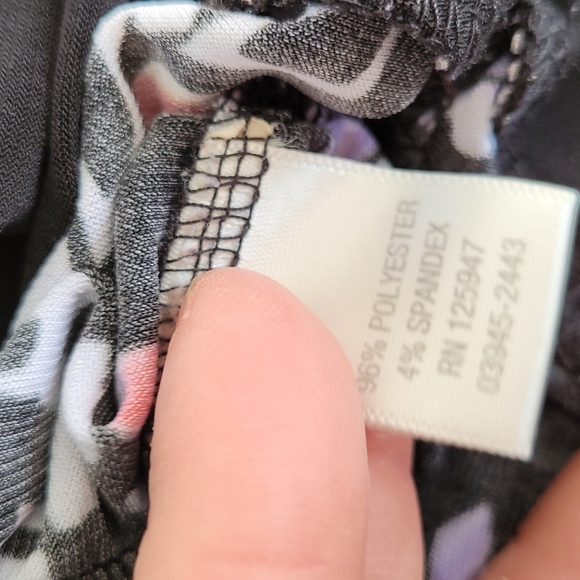 96% POLYESTER
4% SPANDEX
RN 125947
03945-2443